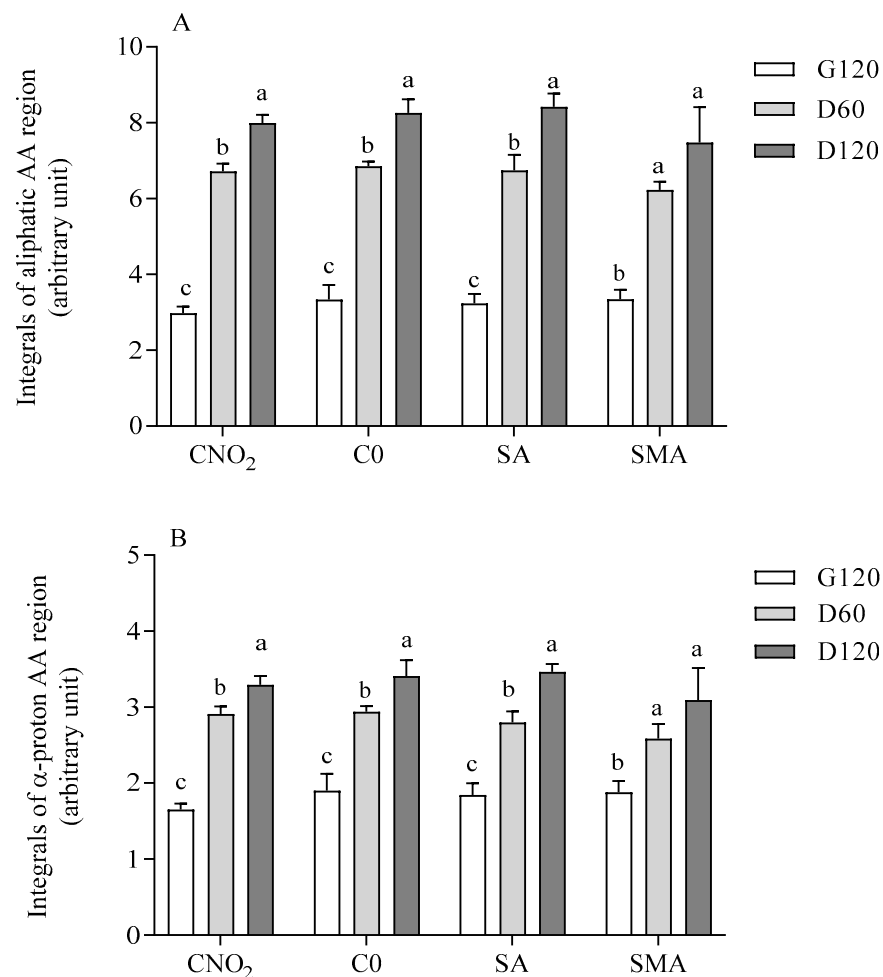 A
Integrals of aliphatic AA region
(arbitrary unit)
10
8
6
4
2
0
c
b
a
c
b
a
c
b
a
b
a
a
CNO₂
C0
SA
SMA
G120
D60
D120
B
Integrals of α-proton AA region
(arbitrary unit)
5
4
3
2
1
0
c
b
a
c
b
a
c
b
a
b
a
a
CNO₂
C0
SA
SMA
G120
D60
D120